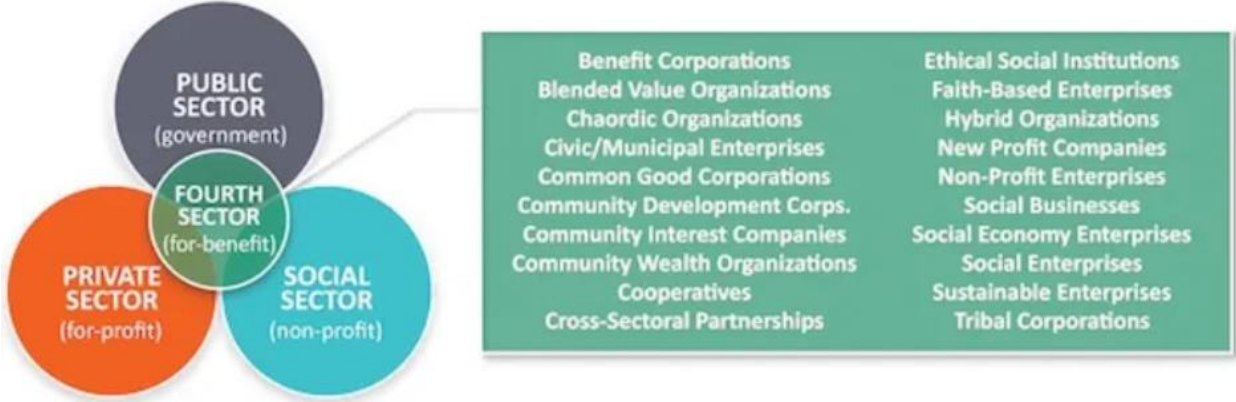 PUBLIC
SECTOR
(government)
FOURTH
SECTOR
(for-benefit)
PRIVATE
SECTOR
(for-profit)
SOCIAL
SECTOR
(non-profit)
Benefit Corporations
Blended Value Organizations
Chaordic Organizations
Civic/Municipal Enterprises
Common Good Corporations
Community Development Corps.
Community Interest Companies
Community Wealth Organizations
Cooperatives
Cross-Sectoral Partnerships
Ethical Social Institutions
Faith-Based Enterprises
Hybrid Organizations
New Profit Companies
Non-Profit Enterprises
Social Businesses
Social Economy Enterprises
Social Enterprises
Sustainable Enterprises
Tribal Corporations